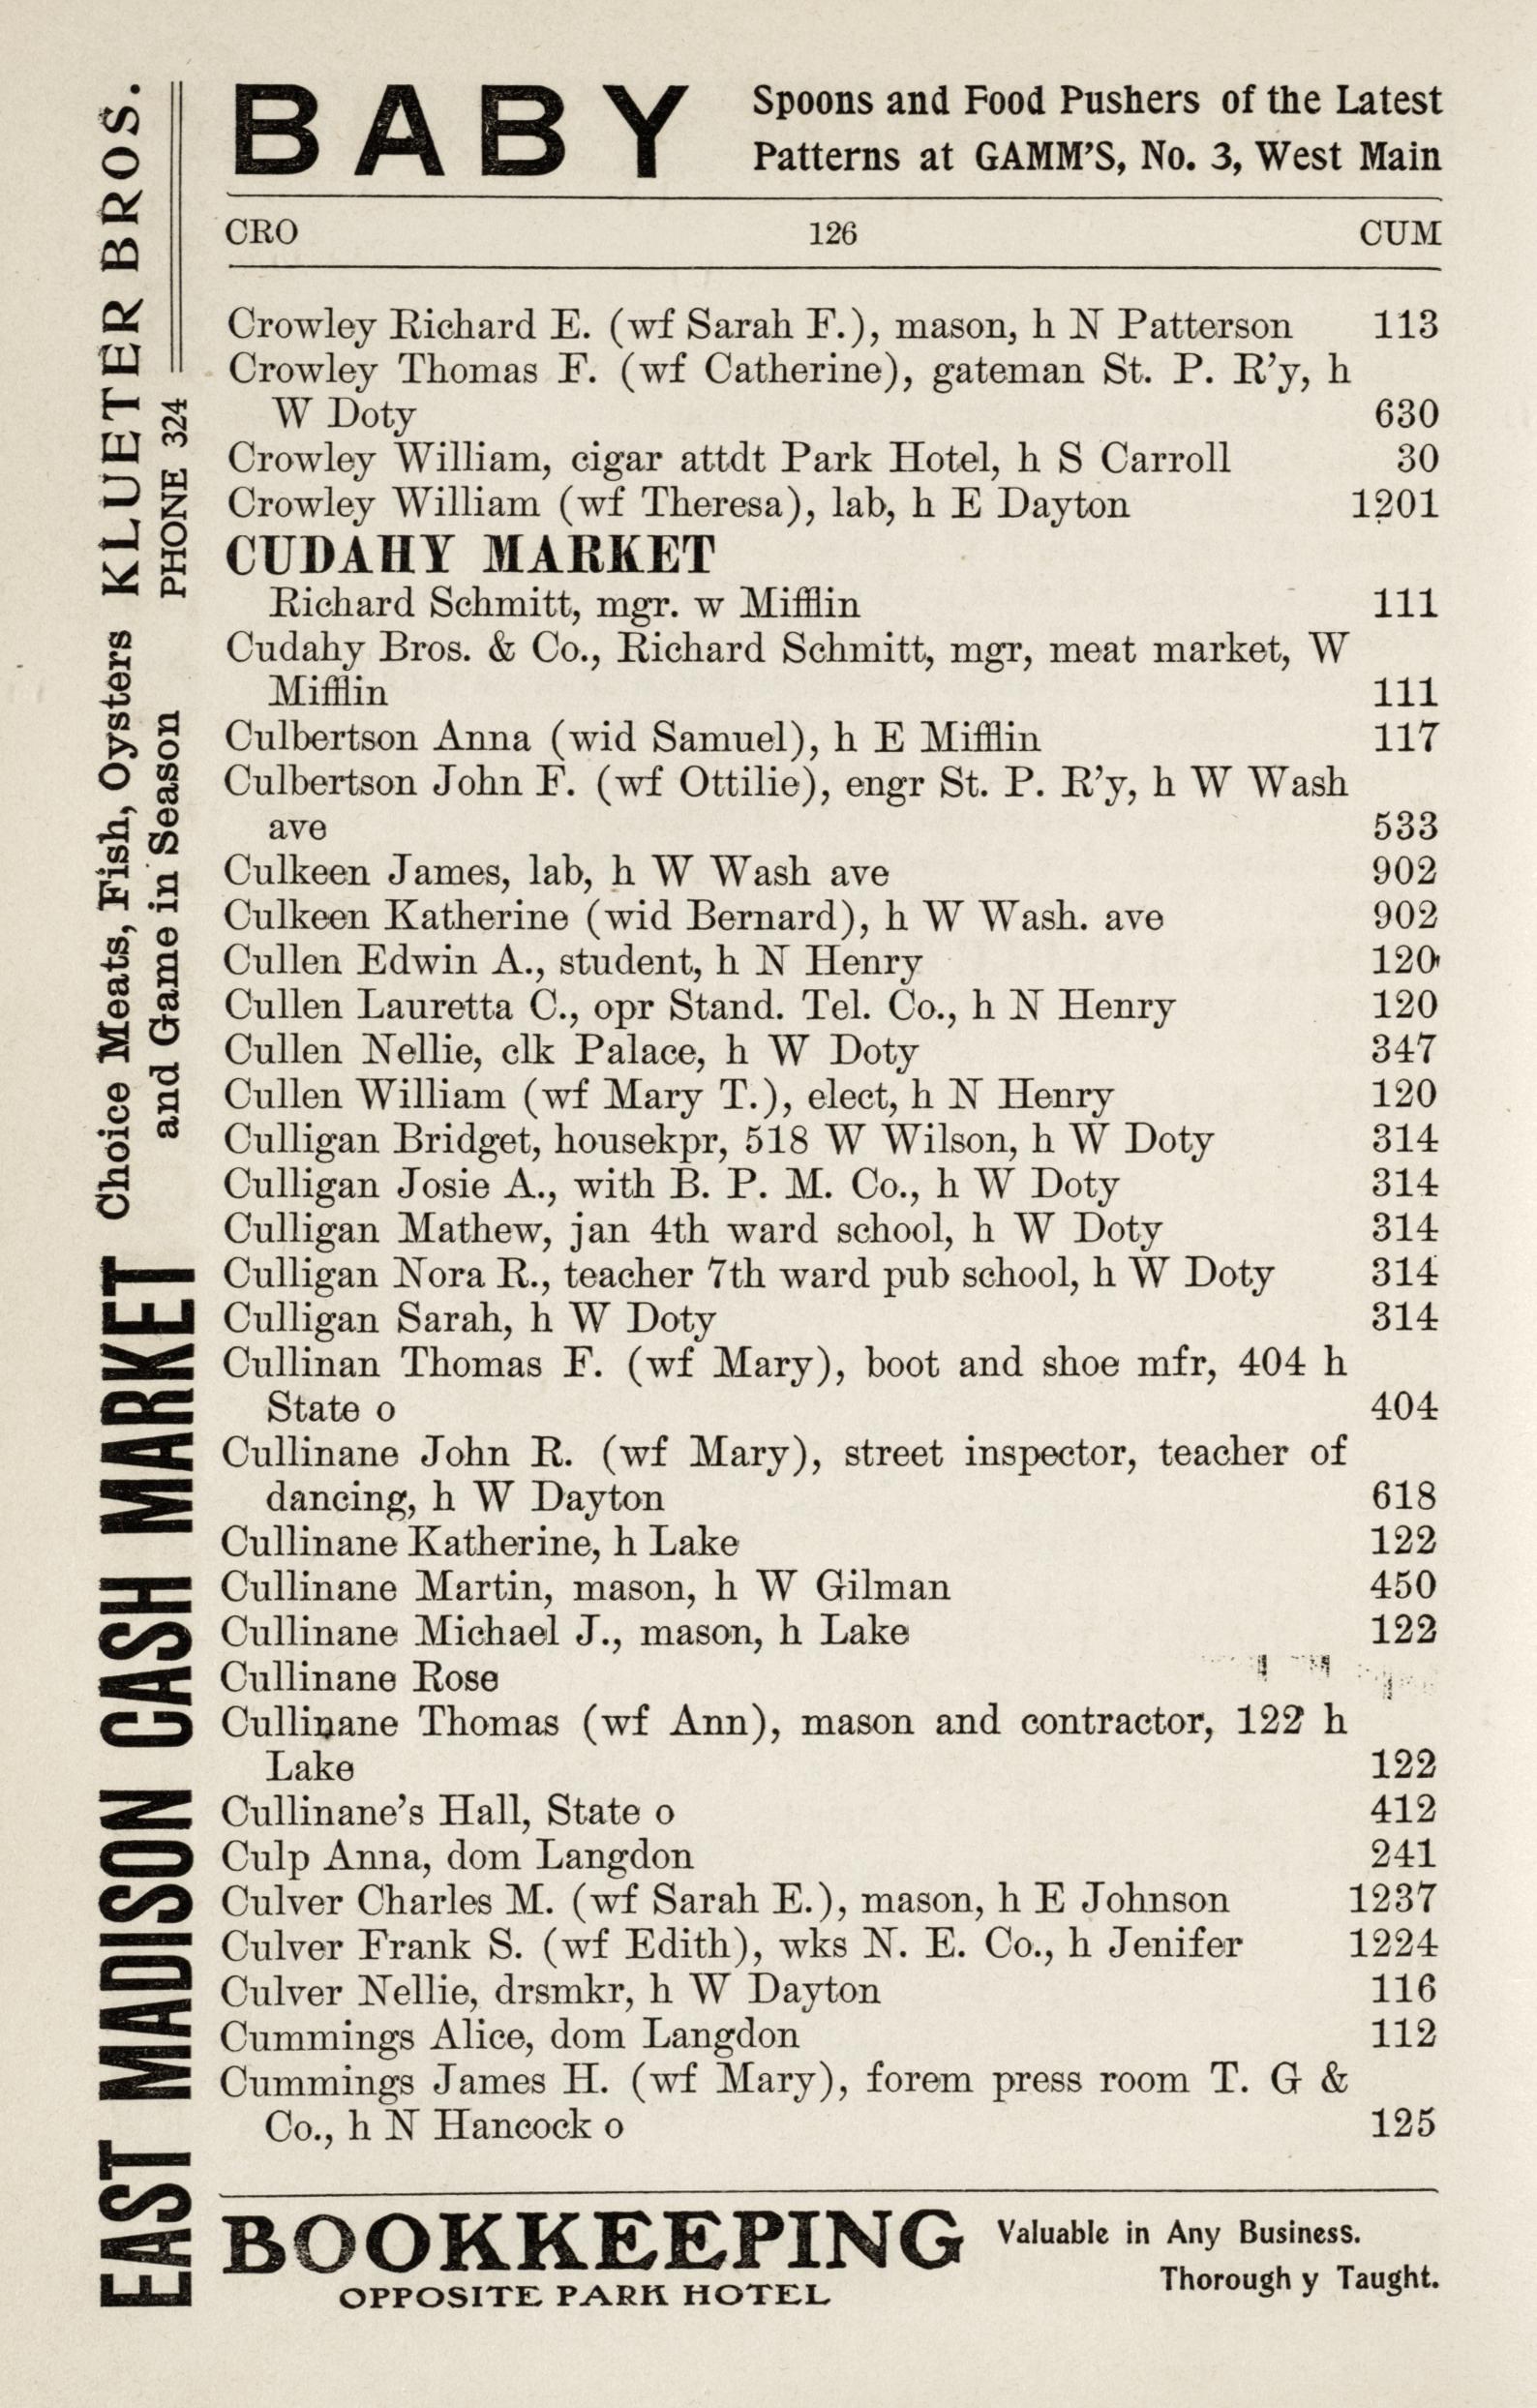 BABY
Spoons and Food Pushers of the Latest
Patterns at GAMM'S, No. 3, West Main
CRO 126 CUM
Crowley Richard E. (wf Sarah F.), mason, h N Patterson 113
Crowley Thomas F. (wf Catherine), gateman St. P. R'y, h
W Doty 630
Crowley William, cigar attdt Park Hotel, h S Carroll 30
Crowley William (wf Theresa), lab, h E Dayton 1201
CUDAHY MARKET
Richard Schmitt, mgr. w Mifflin 111
Cudahy Bros. & Co., Richard Schmitt, mgr, meat market, W
Mifflin 111
Culbertson Anna (wid Samuel), h E Mifflin 117
Culbertson John F. (wf Ottilie), engr St. P. R'y, h W Wash
ave 533
Culkeen James, lab, h W Wash ave 902
Culkeen Katherine (wid Bernard), h W Wash. ave 902
Cullen Edwin A., student, h N Henry 120
Cullen Lauretta C., opr Stand. Tel. Co., h N Henry 120
Cullen Nellie, clk Palace, h W Doty 347
Cullen William (wf Mary T.), elect, h N Henry 120
Culligan Bridget, housekpr, 518 W Wilson, h W Doty 314
Culligan Josie A., with B. P. M. Co., h W Doty 314
Culligan Mathew, jan 4th ward school, h W Doty 314
Culligan Nora R., teacher 7th ward pub school, h W Doty 314
Culligan Sarah, h W Doty 314
Cullinan Thomas F. (wf Mary), boot and shoe mfr, 404 h
State o 404
Cullinane John R. (wf Mary), street inspector, teacher of
dancing, h W Dayton 618
Cullinane Katherine, h Lake 122
Cullinane Martin, mason, h W Gilman 450
Cullinane Michael J., mason, h Lake 122
Cullinane Rose
Cullinane Thomas (wf Ann), mason and contractor, 122 h
Lake 122
Cullinane's Hall, State o 412
Culp Anna, dom Langdon 241
Culver Charles M. (wf Sarah E.), mason, h E Johnson 1237
Culver Frank S. (wf Edith), wks N. E. Co., h Jenifer 1224
Culver Nellie, drsmkr, h W Dayton 116
Cummings Alice, dom Langdon 112
Cummings James H. (wf Mary), forem press room T. G &
Co., h N Hancock o 125
BOOKKEEPING
OPPOSITE PARK HOTEL
Valuable in Any Business.
Thorough y Taught.
EAST MADISON CASH MARKET
Choice Meats, Fish, Oysters
and Game in Season
KLUETER BROS.
PHONE 324